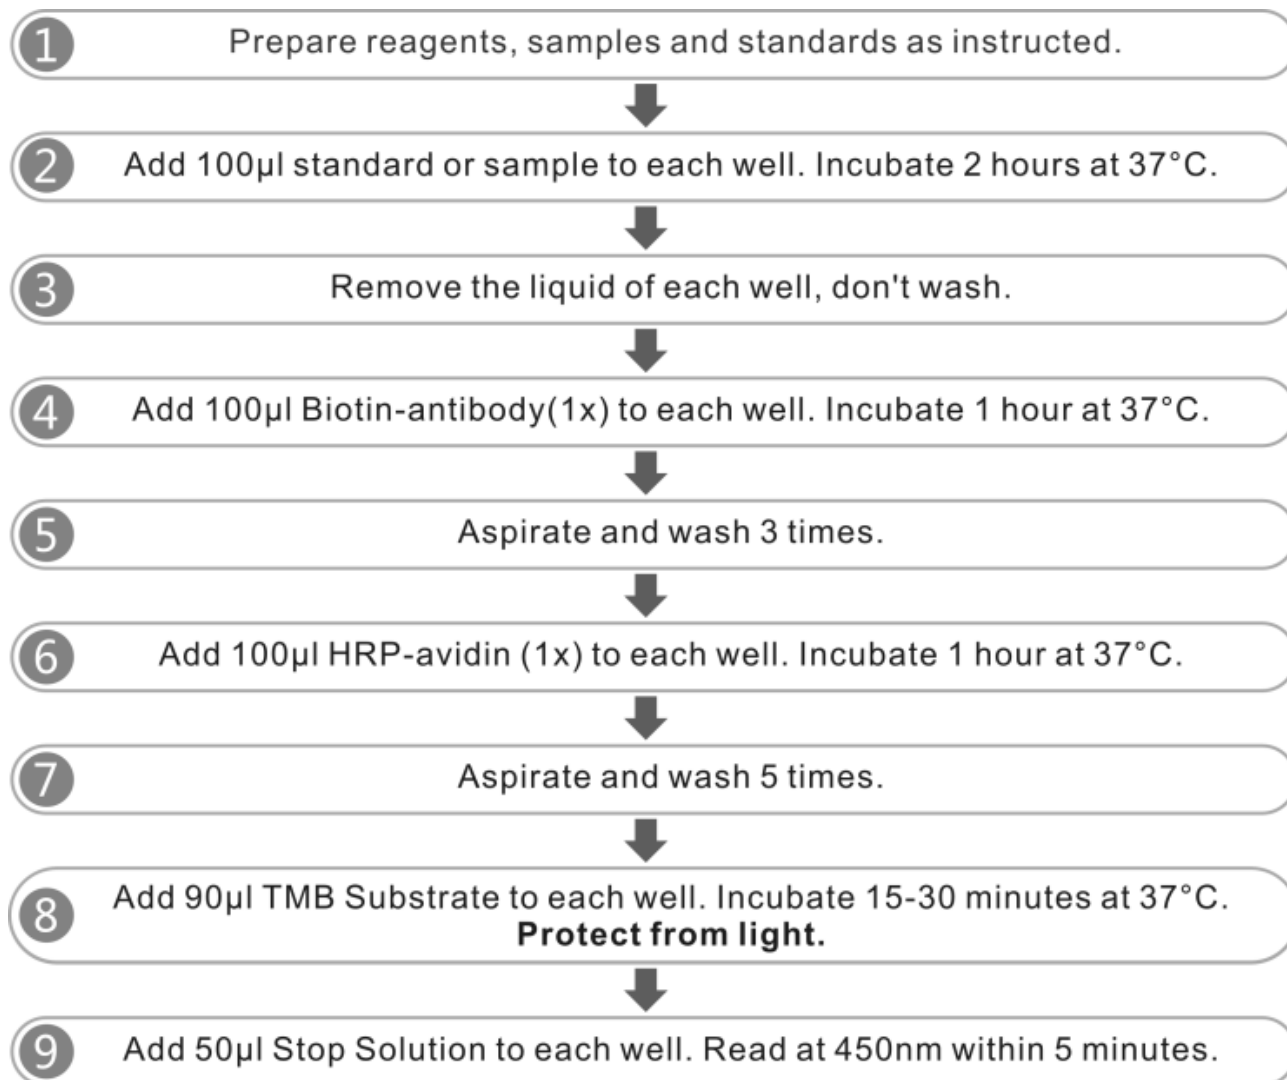 1 Prepare reagents, samples and standards as instructed.
2 Add 100µl standard or sample to each well. Incubate 2 hours at 37°C.
3 Remove the liquid of each well, don't wash.
4 Add 100µl Biotin-antibody(1x) to each well. Incubate 1 hour at 37°C.
5 Aspirate and wash 3 times.
6 Add 100µl HRP-avidin (1x) to each well. Incubate 1 hour at 37°C.
7 Aspirate and wash 5 times.
8 Add 90µl TMB Substrate to each well. Incubate 15-30 minutes at 37°C.
Protect from light.
9 Add 50µl Stop Solution to each well. Read at 450nm within 5 minutes.